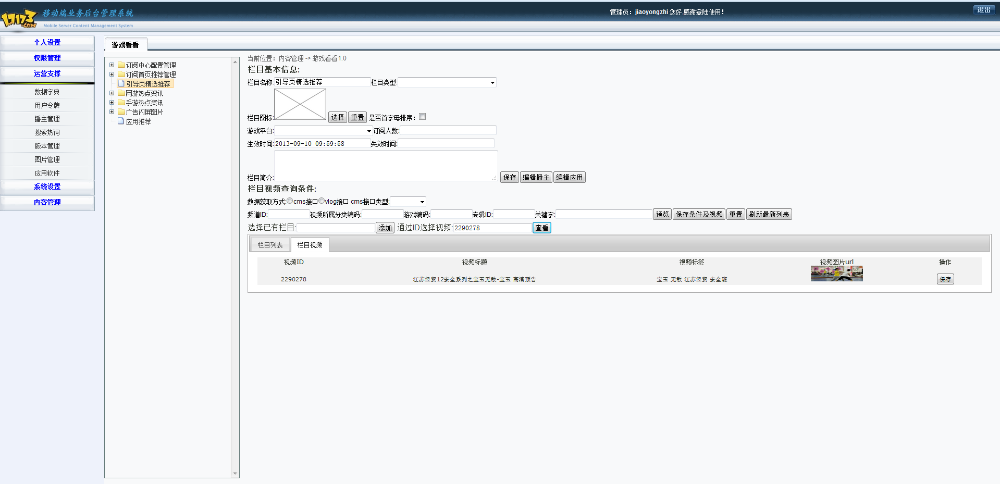 17173.COM
移动端业务后台管理系统
Mobile Server Content Management System
管理员：jiaoyongzhi 您好,感谢登陆使用！
退出
个人设置
权限管理
运营支撑
数据字典
用户令牌
播主管理
搜索热词
版本管理
图片管理
应用软件
系统设置
内容管理
游戏看看
订阅中心配置管理
订阅首页推荐管理
引导页精选推荐
网游热点资讯
手游热点资讯
广告闪屏图片
应用推荐
当前位置：内容管理 -> 游戏看看1.0
栏目基本信息:
栏目名称: 引导页精选推荐 栏目类型:
栏目图标: 选择 重置 是否首字母排序：
游戏平台: 订阅人数:
生效时间: 2013-09-10 09:59:58 失效时间:
栏目简介: 保存 编辑播主 编辑应用
栏目视频查询条件:
数据获取方式: cms接口 vlog接口 cms接口类型:
频道ID: 视频所属分类编码: 游戏编码: 专辑ID: 关键字: 预览 保存条件及视频 重置 刷新最新列表
选择已有栏目: 添加 通过ID选择视频: 2290278 查看
栏目列表 栏目视频
视频ID 视频标题 视频标签 视频图片url 操作
2290278 江苏经贸12安全系列之宝玉无敌-宝玉 高清预告 宝玉 无敌 江苏经贸 安全班 保存